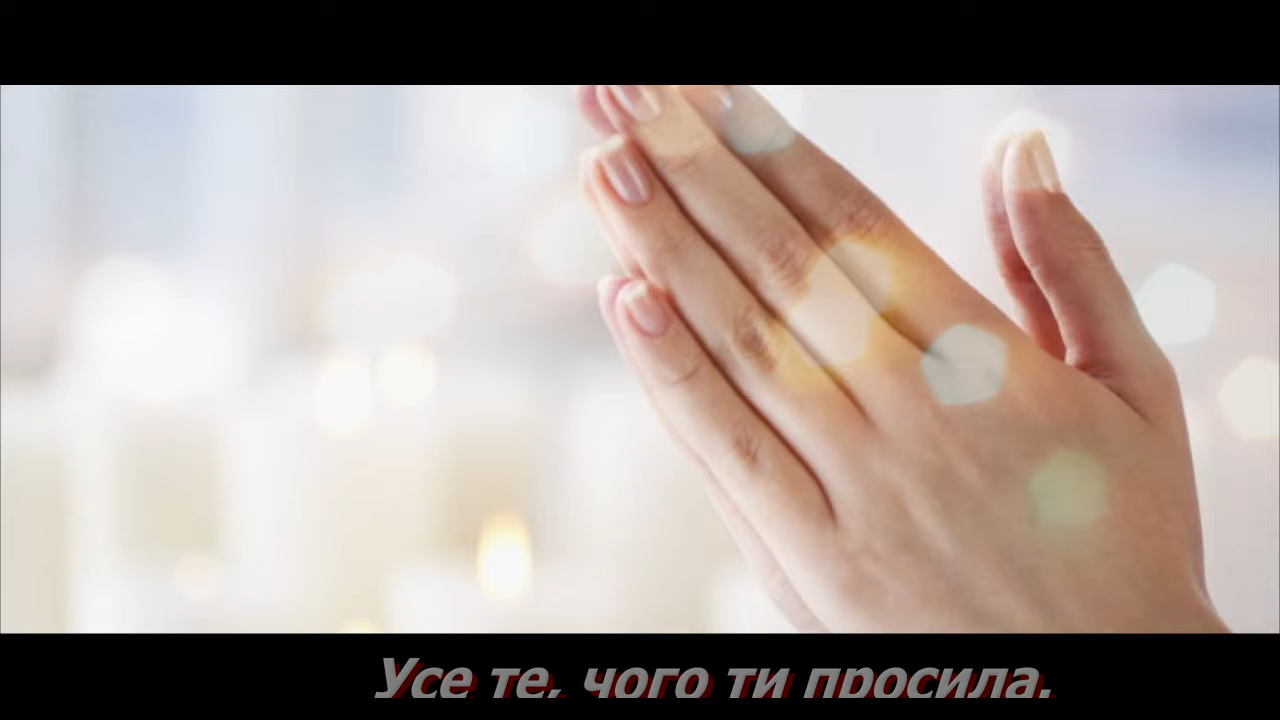 Усе те, чого ти просила.